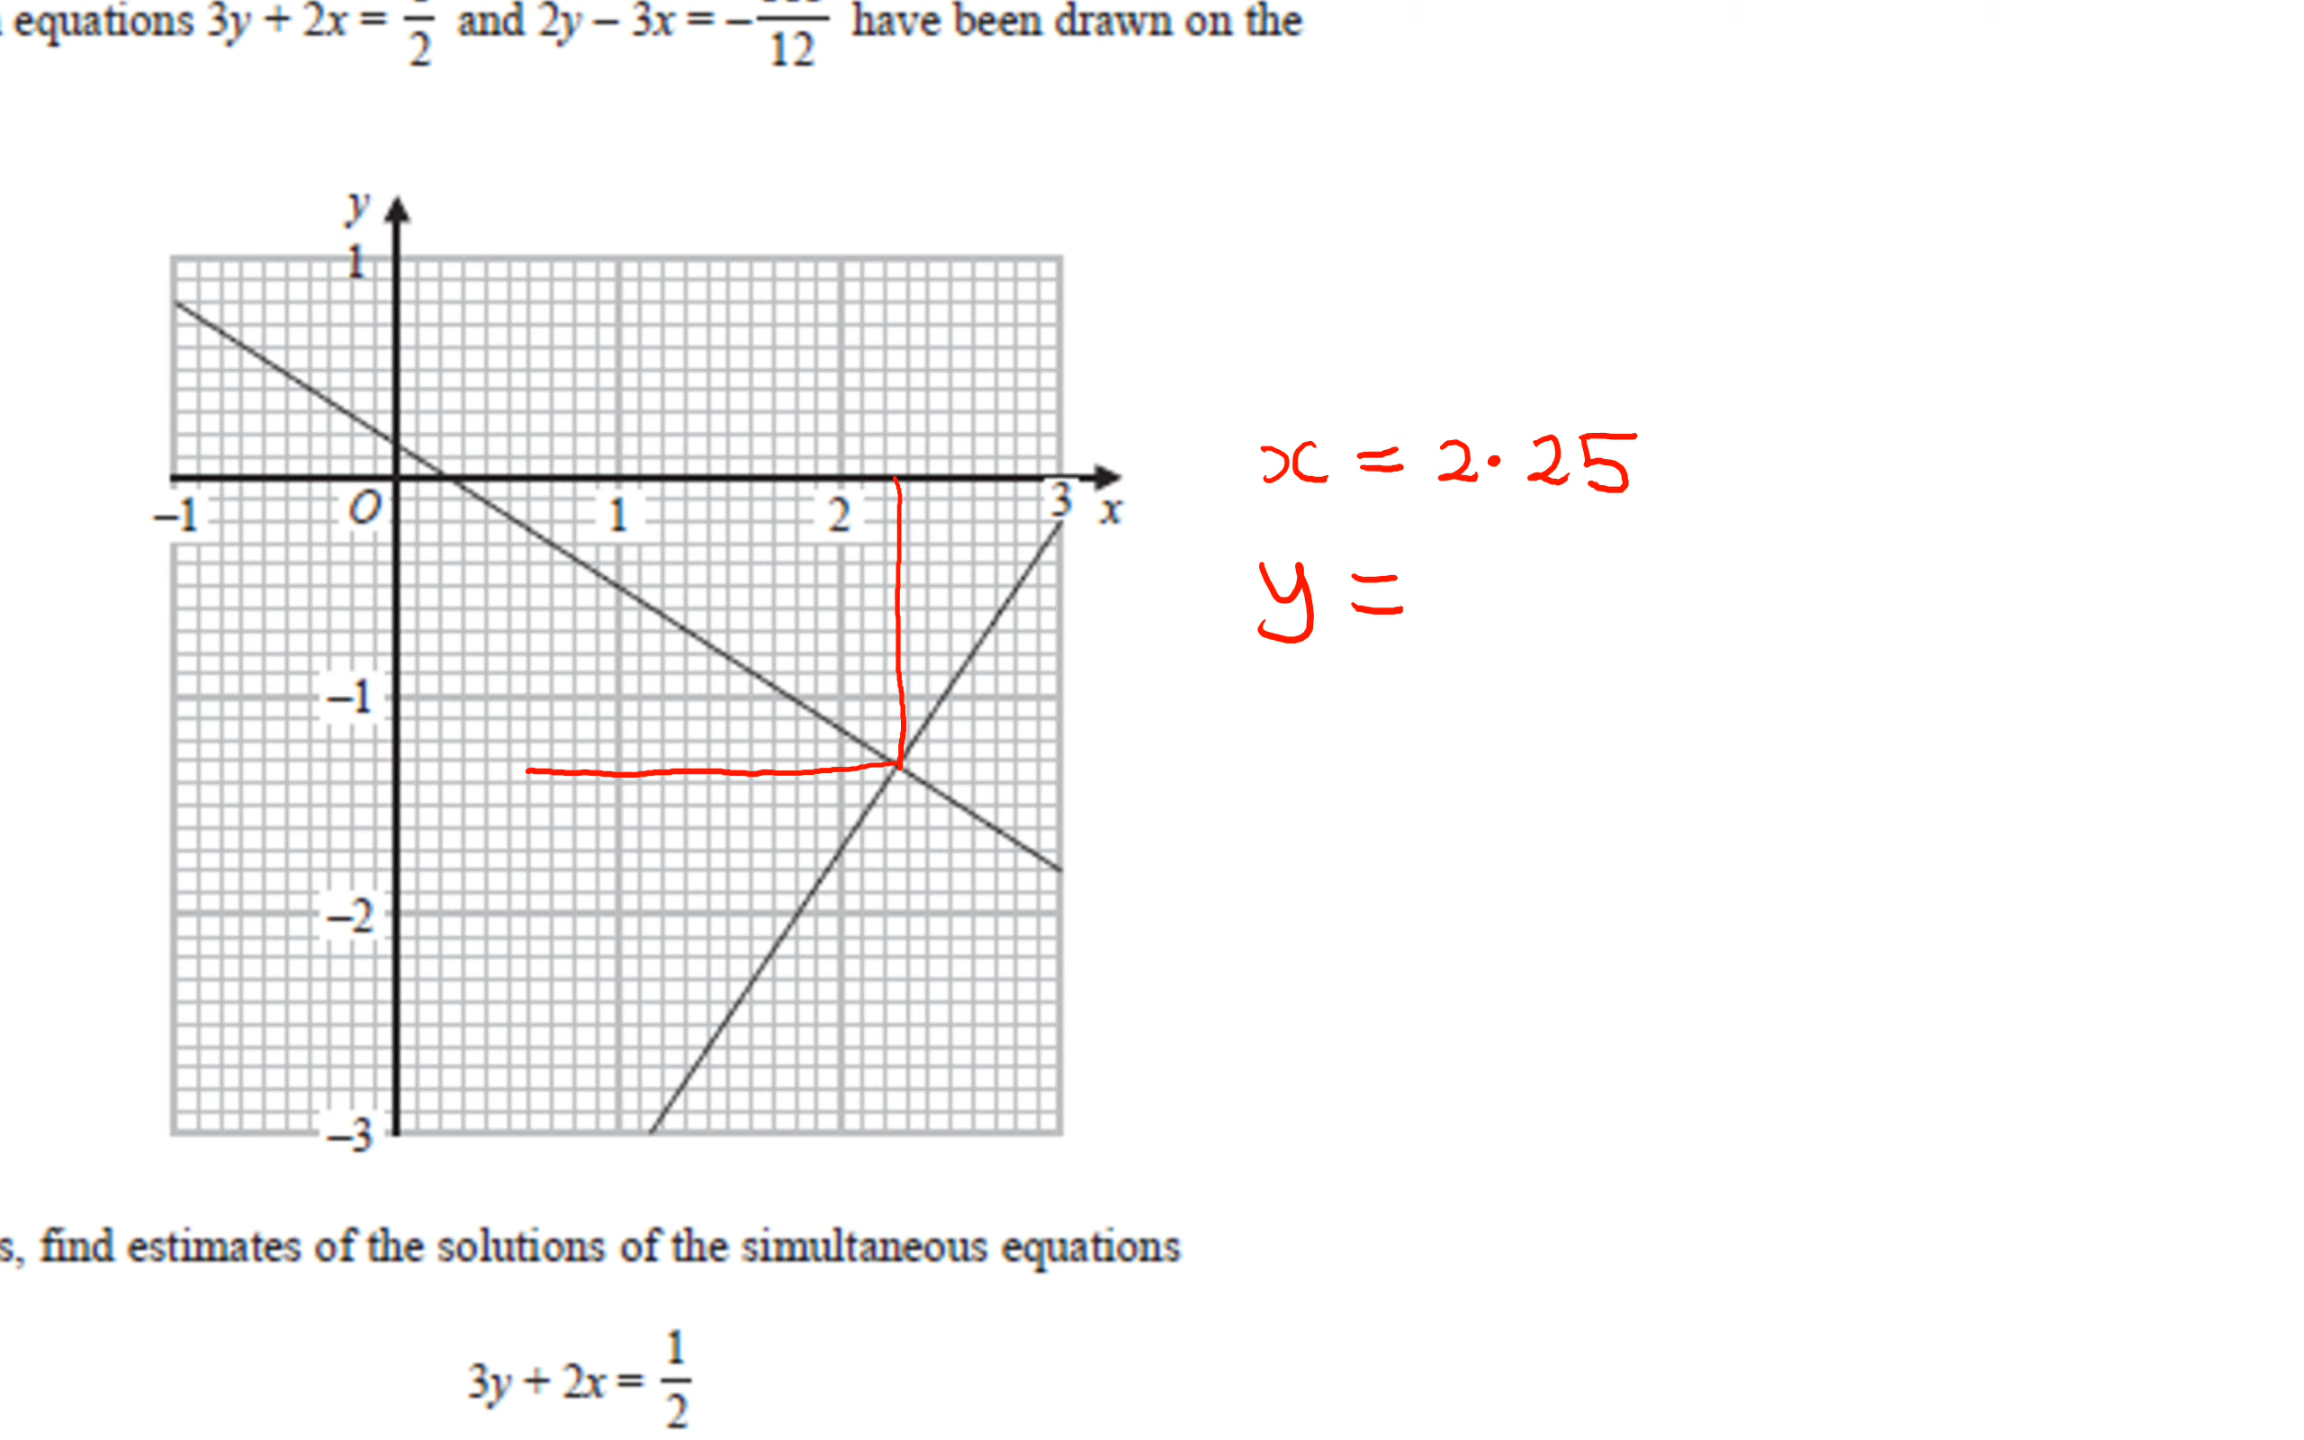 equations 3y + 2x = 1/2 and 2y – 3x = – /12 have been drawn on the
y
1
–1 O 1 2 3 x
–1
–2
–3
x = 2.25
y =
s, find estimates of the solutions of the simultaneous equations
3y + 2x = 1/2